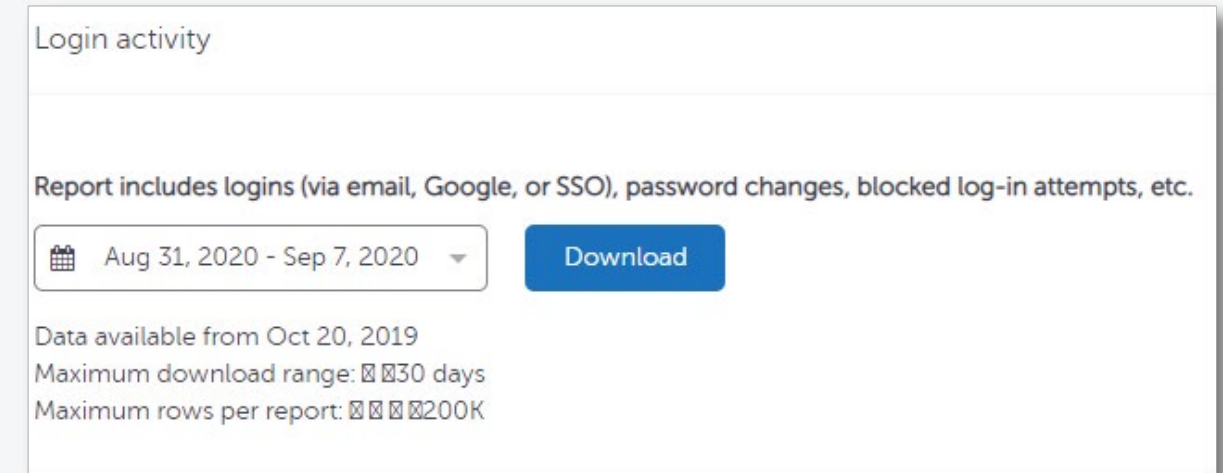 Login activity
Report includes logins (via email, Google, or SSO), password changes, blocked log-in attempts, etc.
Aug 31, 2020 - Sep 7, 2020
Download
Data available from Oct 20, 2019
Maximum download range: 30 days
Maximum rows per report: 200K